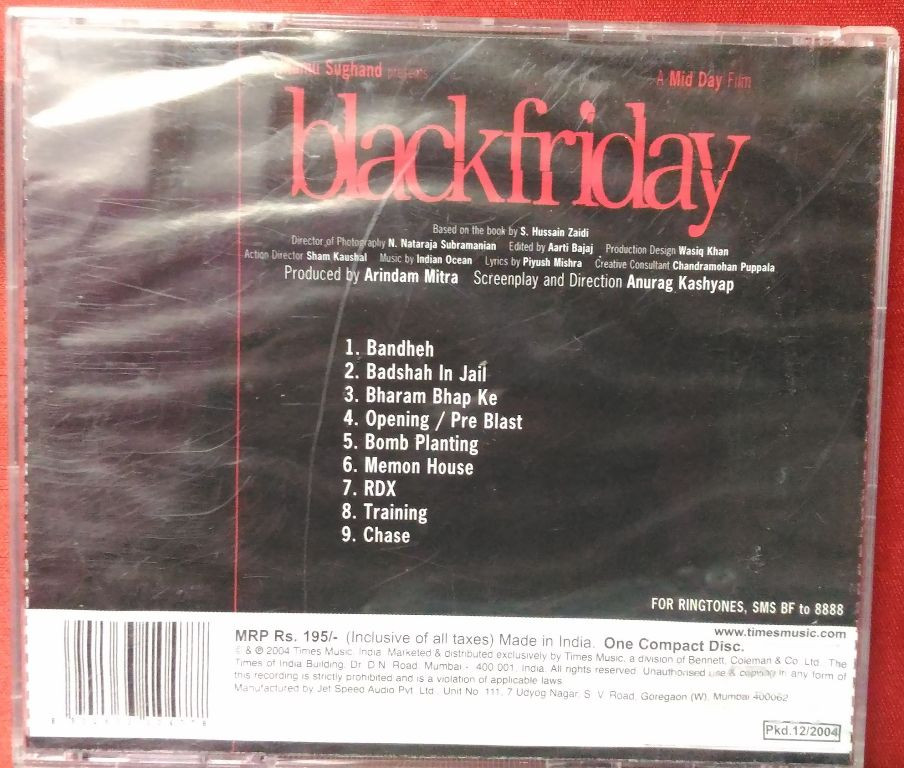 Sughand presents
A Mid Day Film
blackfriday
Based on the book by S. Hussain Zaidi
Director of Photography N. Nataraja Subramanian Edited by Aarti Bajaj Production Design Wasiq Khan
Action Director Sham Kaushal Music by Indian Ocean Lyrics by Piyush Mishra Creative Consultant Chandramohan Puppala
Produced by Arindam Mitra Screenplay and Direction Anurag Kashyap
1. Bandheh
2. Badshah In Jail
3. Bharam Bhap Ke
4. Opening / Pre Blast
5. Bomb Planting
6. Memon House
7. RDX
8. Training
9. Chase
FOR RINGTONES, SMS BF to 8888
www.timesmusic.com
MRP Rs. 195/- (Inclusive of all taxes) Made in India. One Compact Disc.
& ℗ 2004 Times Music, India. Marketed & distributed exclusively by Times Music, a division of Bennett, Coleman & Co. Ltd., The
Times of India Building, Dr. D.N. Road, Mumbai - 400 001, India. All rights reserved. Unauthorised use & copying in any form of
this recording is strictly prohibited and is a violation of applicable laws.
Manufactured by Jet Speed Audio Pvt. Ltd., Unit No. 111, 7 Udyog Nagar, S. V. Road, Goregaon (W), Mumbai 400062
Pkd.12/2004